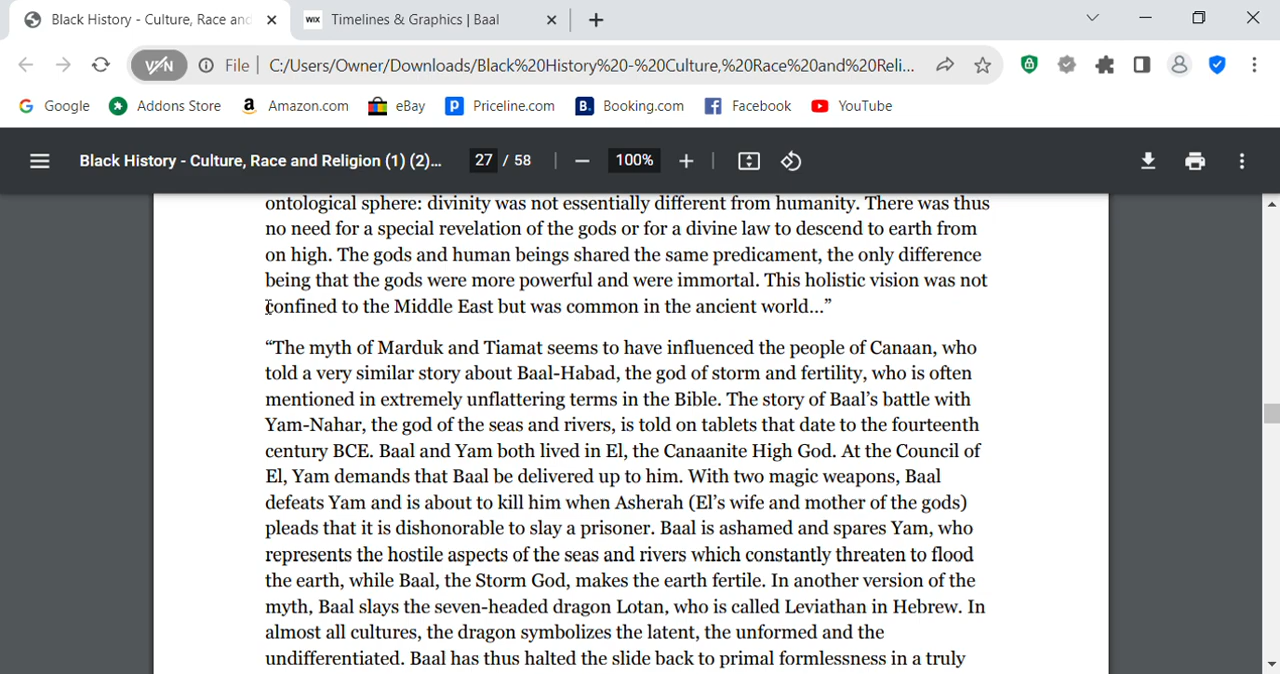 Black History - Culture, Race and
WIX Timelines & Graphics | Baal
VPN File C:/Users/Owner/Downloads/Black%20History%20-%20Culture,%20Race%20and%20Reli...
Google Addons Store Amazon.com eBay Priceline.com Booking.com Facebook YouTube
Black History - Culture, Race and Religion (1) (2)... 27 / 58 100%
ontological sphere: divinity was not essentially different from humanity. There was thus
no need for a special revelation of the gods or for a divine law to descend to earth from
on high. The gods and human beings shared the same predicament, the only difference
being that the gods were more powerful and were immortal. This holistic vision was not
confined to the Middle East but was common in the ancient world...”
“The myth of Marduk and Tiamat seems to have influenced the people of Canaan, who
told a very similar story about Baal-Habad, the god of storm and fertility, who is often
mentioned in extremely unflattering terms in the Bible. The story of Baal’s battle with
Yam-Nahar, the god of the seas and rivers, is told on tablets that date to the fourteenth
century BCE. Baal and Yam both lived in El, the Canaanite High God. At the Council of
El, Yam demands that Baal be delivered up to him. With two magic weapons, Baal
defeats Yam and is about to kill him when Asherah (El’s wife and mother of the gods)
pleads that it is dishonorable to slay a prisoner. Baal is ashamed and spares Yam, who
represents the hostile aspects of the seas and rivers which constantly threaten to flood
the earth, while Baal, the Storm God, makes the earth fertile. In another version of the
myth, Baal slays the seven-headed dragon Lotan, who is called Leviathan in Hebrew. In
almost all cultures, the dragon symbolizes the latent, the unformed and the
undifferentiated. Baal has thus halted the slide back to primal formlessness in a truly